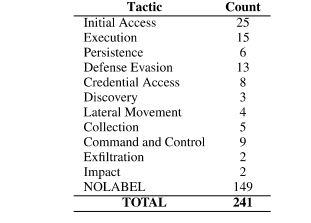 Tactic Count
Initial Access 25
Execution 15
Persistence 6
Defense Evasion 13
Credential Access 8
Discovery 3
Lateral Movement 4
Collection 5
Command and Control 9
Exfiltration 2
Impact 2
NOLABEL 149
TOTAL 241